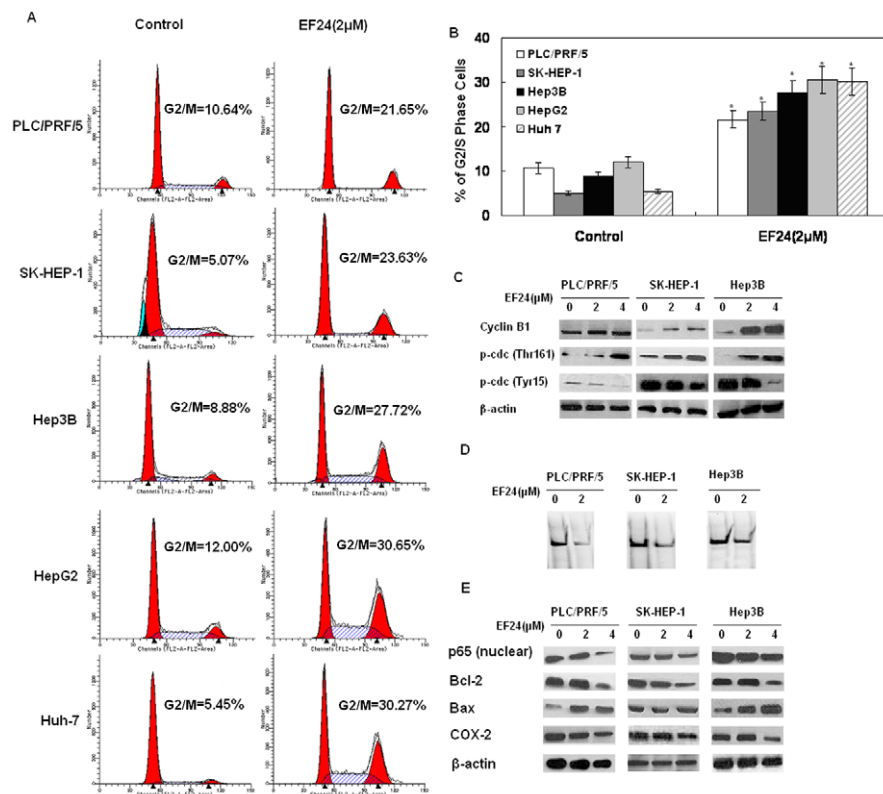 A
Control
EF24(2μM)
PLC/PRF/5
G2/M=10.64%
G2/M=21.65%
SK-HEP-1
G2/M=5.07%
G2/M=23.63%
Hep3B
G2/M=8.88%
G2/M=27.72%
HepG2
G2/M=12.00%
G2/M=30.65%
Huh-7
G2/M=5.45%
G2/M=30.27%
Number
Channels (FL2-A-FL2-Area)
B
% of G2/S Phase Cells
40
30
20
10
0
PLC/PRF/5
SK-HEP-1
Hep3B
HepG2
Huh 7
* * * * *
Control
EF24(2μM)
C
PLC/PRF/5 SK-HEP-1 Hep3B
EF24(μM) 0 2 4 0 2 4 0 2 4
Cyclin B1
p-cdc (Thr161)
p-cdc (Tyr15)
β-actin
D
PLC/PRF/5 SK-HEP-1 Hep3B
EF24(μM) 0 2 0 2 0 2
E
PLC/PRF/5 SK-HEP-1 Hep3B
EF24(μM) 0 2 4 0 2 4 0 2 4
p65 (nuclear)
Bcl-2
Bax
COX-2
β-actin